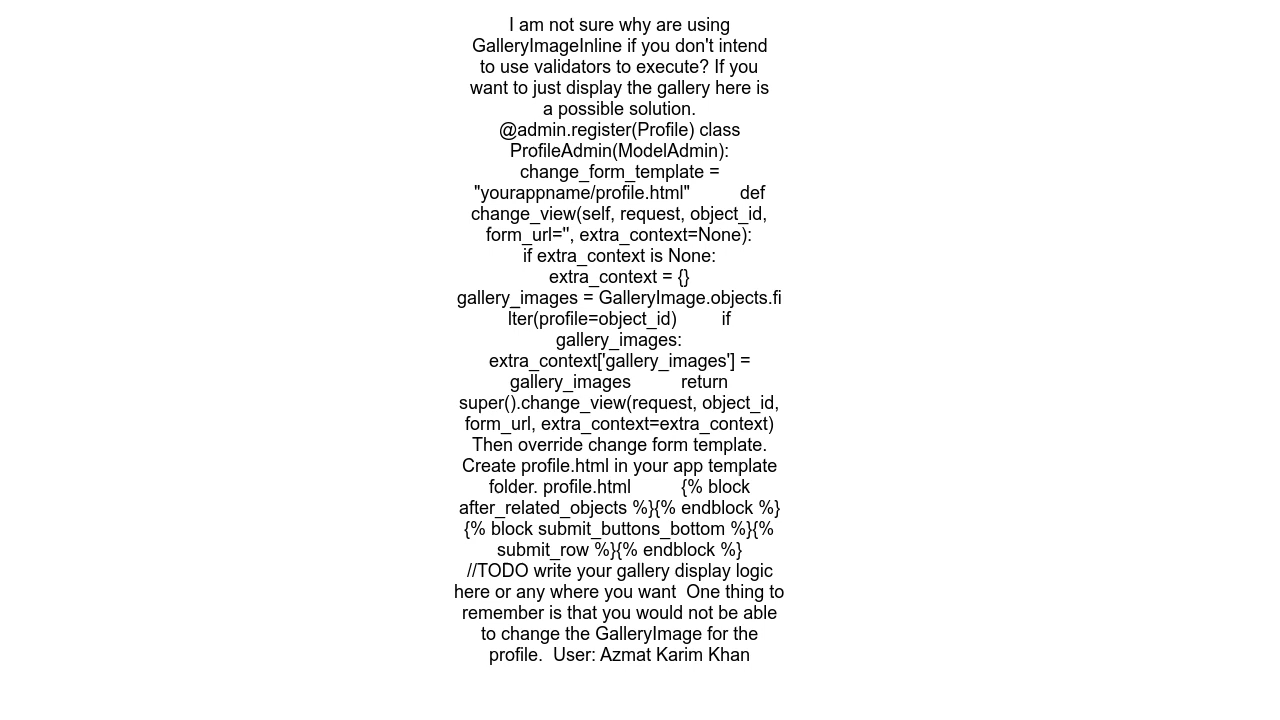 I am not sure why are using
GalleryImageInline if you don't intend
to use validators to execute? If you
want to just display the gallery here is
a possible solution.
@admin.register(Profile) class
ProfileAdmin(ModelAdmin):
change_form_template =
"yourappname/profile.html"          def
change_view(self, request, object_id,
form_url='', extra_context=None):
if extra_context is None:
extra_context = {}
gallery_images = GalleryImage.objects.fi
lter(profile=object_id)         if
gallery_images:
extra_context['gallery_images'] =
gallery_images          return
super().change_view(request, object_id,
form_url, extra_context=extra_context)
Then override change form template.
Create profile.html in your app template
folder. profile.html          {% block
after_related_objects %}{% endblock %}
{% block submit_buttons_bottom %}{%
submit_row %}{% endblock %}
//TODO write your gallery display logic
here or any where you want  One thing to
remember is that you would not be able
to change the GalleryImage for the
profile.  User: Azmat Karim Khan